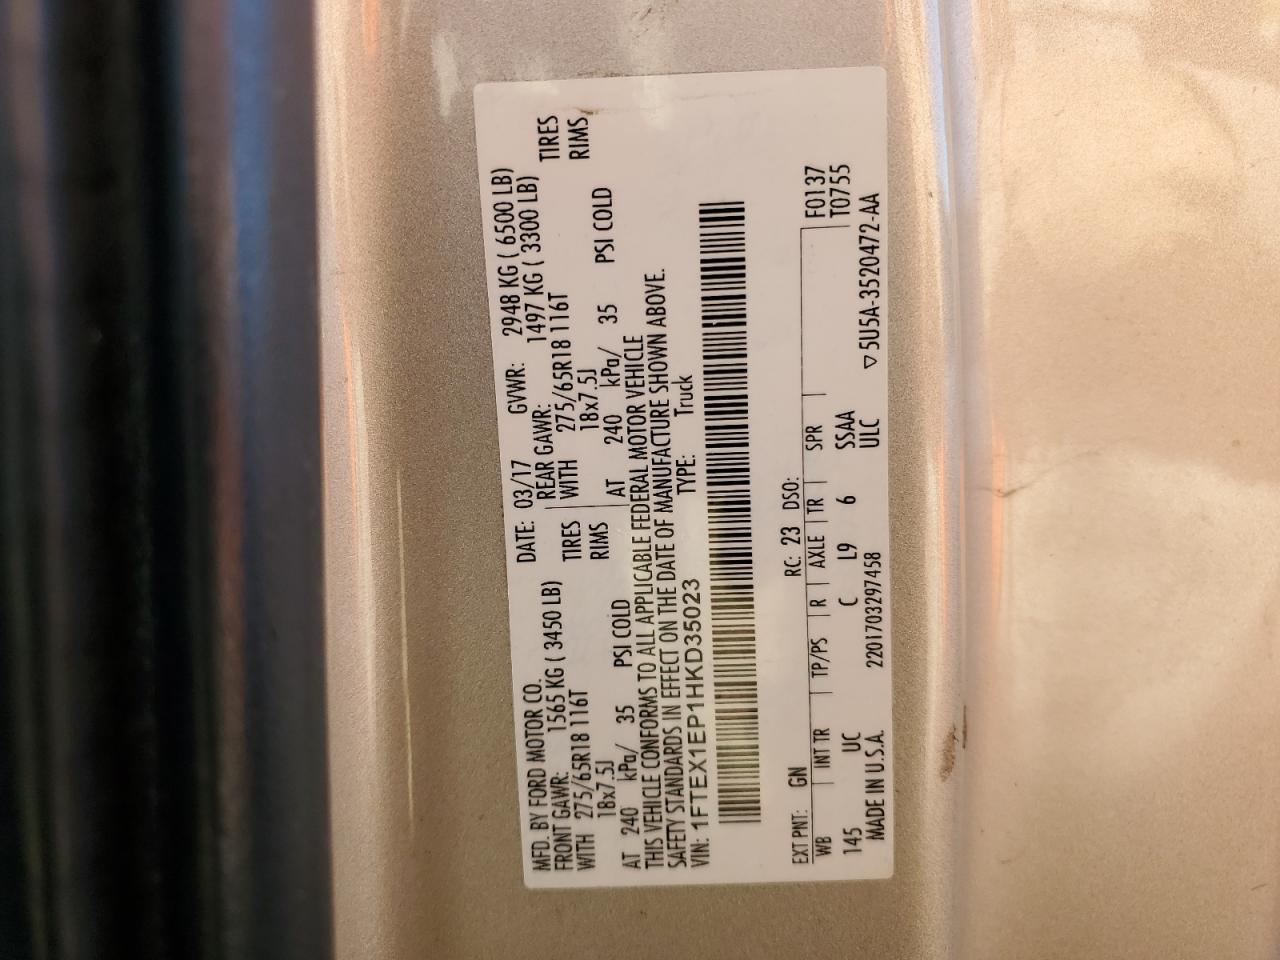 MFD. BY FORD MOTOR CO.
DATE: 03/17 GVWR: 2948 KG ( 6500 LB)
FRONT GAWR: 1565 KG ( 3450 LB) REAR GAWR: 1497 KG ( 3300 LB)
WITH 275/65R18 116T TIRES WITH 275/65R18 116T TIRES
18x7.5J RIMS 18x7.5J RIMS
AT 240 kPa/ 35 PSI COLD AT 240 kPa/ 35 PSI COLD
THIS VEHICLE CONFORMS TO ALL APPLICABLE FEDERAL MOTOR VEHICLE
SAFETY STANDARDS IN EFFECT ON THE DATE OF MANUFACTURE SHOWN ABOVE.
VIN: 1FTEX1EP1HKD35023 TYPE: Truck
EXT PNT: GN RC: 23 DSO: F0137
WB INT TR TP/PS R AXLE TR SPR T0755
145 UC C L9 6 SSAA
MADE IN U.S.A. 2201703297458 ULC ▽5U5A-3520472-AA